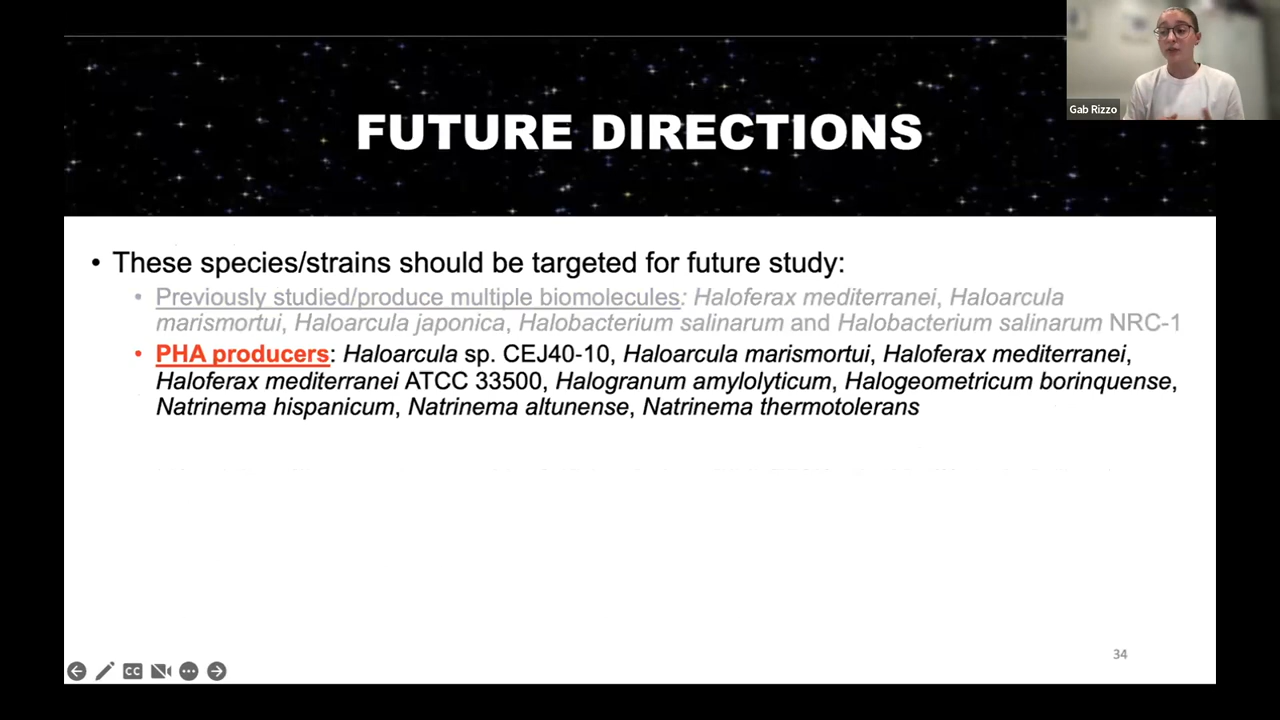 Gab Rizzo
FUTURE DIRECTIONS
• These species/strains should be targeted for future study:
• Previously studied/produce multiple biomolecules: Haloferax mediterranei, Haloarcula
marismortui, Haloarcula japonica, Halobacterium salinarum and Halobacterium salinarum NRC-1
• PHA producers: Haloarcula sp. CEJ40-10, Haloarcula marismortui, Haloferax mediterranei,
Haloferax mediterranei ATCC 33500, Halogranum amylolyticum, Halogeometricum borinquense,
Natrinema hispanicum, Natrinema altunense, Natrinema thermotolerans
34
CC